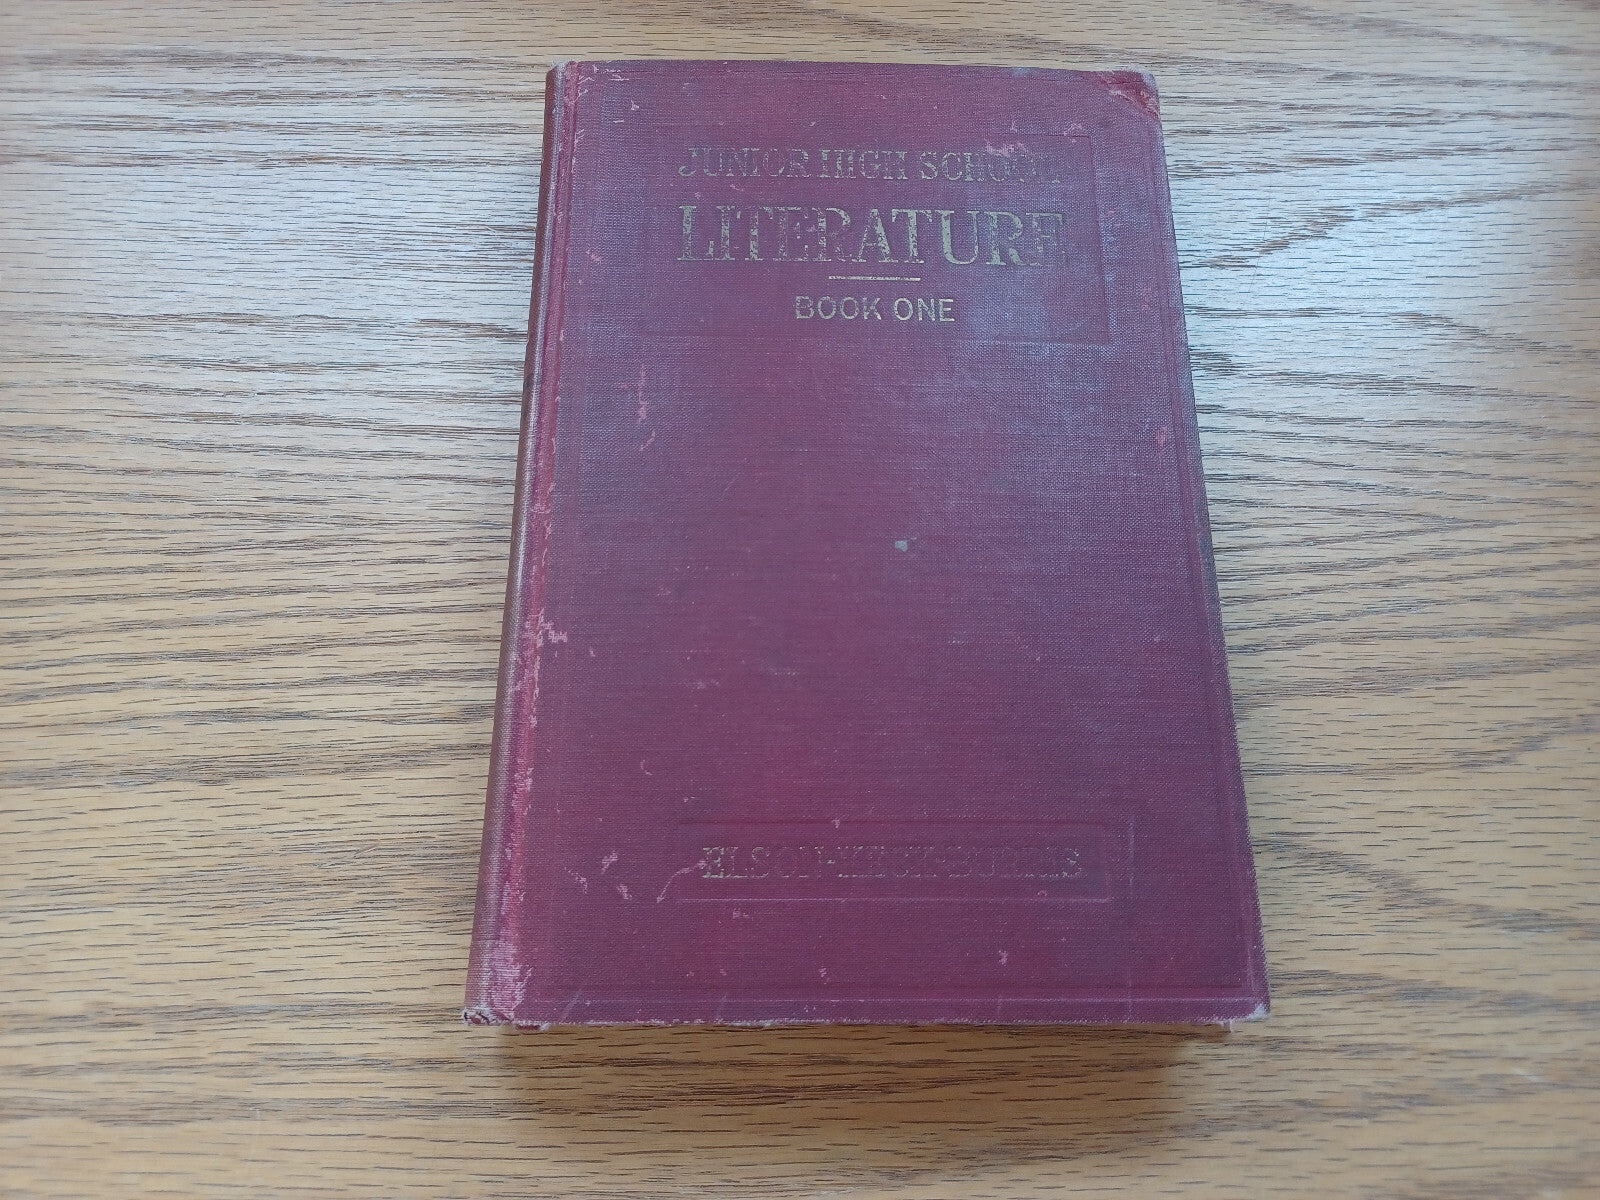 JUNIOR HIGH SCHOOL
LITERATURE
BOOK ONE
ELSON-KECK-BURRIS